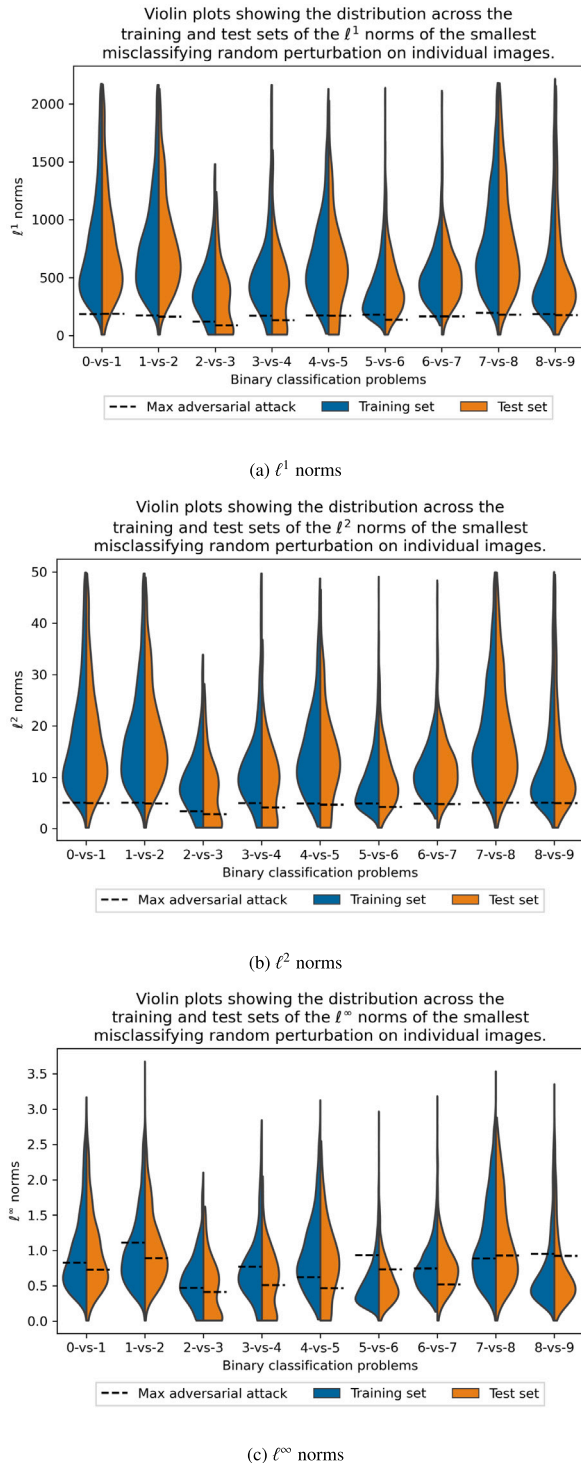 Violin plots showing the distribution across the
training and test sets of the ℓ¹ norms of the smallest
misclassifying random perturbation on individual images.
2000
1500
1000
500
0
ℓ¹ norms
0-vs-1 1-vs-2 2-vs-3 3-vs-4 4-vs-5 5-vs-6 6-vs-7 7-vs-8 8-vs-9
Binary classification problems
Max adversarial attack Training set Test set
(a) ℓ¹ norms
Violin plots showing the distribution across the
training and test sets of the ℓ² norms of the smallest
misclassifying random perturbation on individual images.
50
40
30
20
10
0
ℓ² norms
0-vs-1 1-vs-2 2-vs-3 3-vs-4 4-vs-5 5-vs-6 6-vs-7 7-vs-8 8-vs-9
Binary classification problems
Max adversarial attack Training set Test set
(b) ℓ² norms
Violin plots showing the distribution across the
training and test sets of the ℓ∞ norms of the smallest
misclassifying random perturbation on individual images.
3.5
3.0
2.5
2.0
1.5
1.0
0.5
0.0
ℓ∞ norms
0-vs-1 1-vs-2 2-vs-3 3-vs-4 4-vs-5 5-vs-6 6-vs-7 7-vs-8 8-vs-9
Binary classification problems
Max adversarial attack Training set Test set
(c) ℓ∞ norms